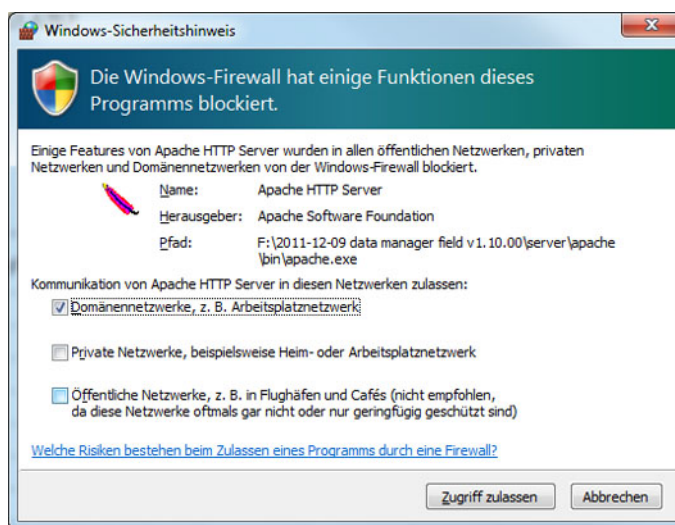 Windows-Sicherheitshinweis
Die Windows-Firewall hat einige Funktionen dieses
Programms blockiert.
Einige Features von Apache HTTP Server wurden in allen öffentlichen Netzwerken, privaten
Netzwerken und Domänennetzwerken von der Windows-Firewall blockiert.
Name: Apache HTTP Server
Herausgeber: Apache Software Foundation
Pfad: F:\2011-12-09 data manager field v1.10.00\server\apache
\bin\apache.exe
Kommunikation von Apache HTTP Server in diesen Netzwerken zulassen:
Domänennetzwerke, z. B. Arbeitsplatznetzwerk
Private Netzwerke, beispielsweise Heim- oder Arbeitsplatznetzwerk
Öffentliche Netzwerke, z. B. in Flughäfen und Cafés (nicht empfohlen,
da diese Netzwerke oftmals gar nicht oder nur geringfügig geschützt sind)
Welche Risiken bestehen beim Zulassen eines Programms durch eine Firewall?
Zugriff zulassen Abbrechen